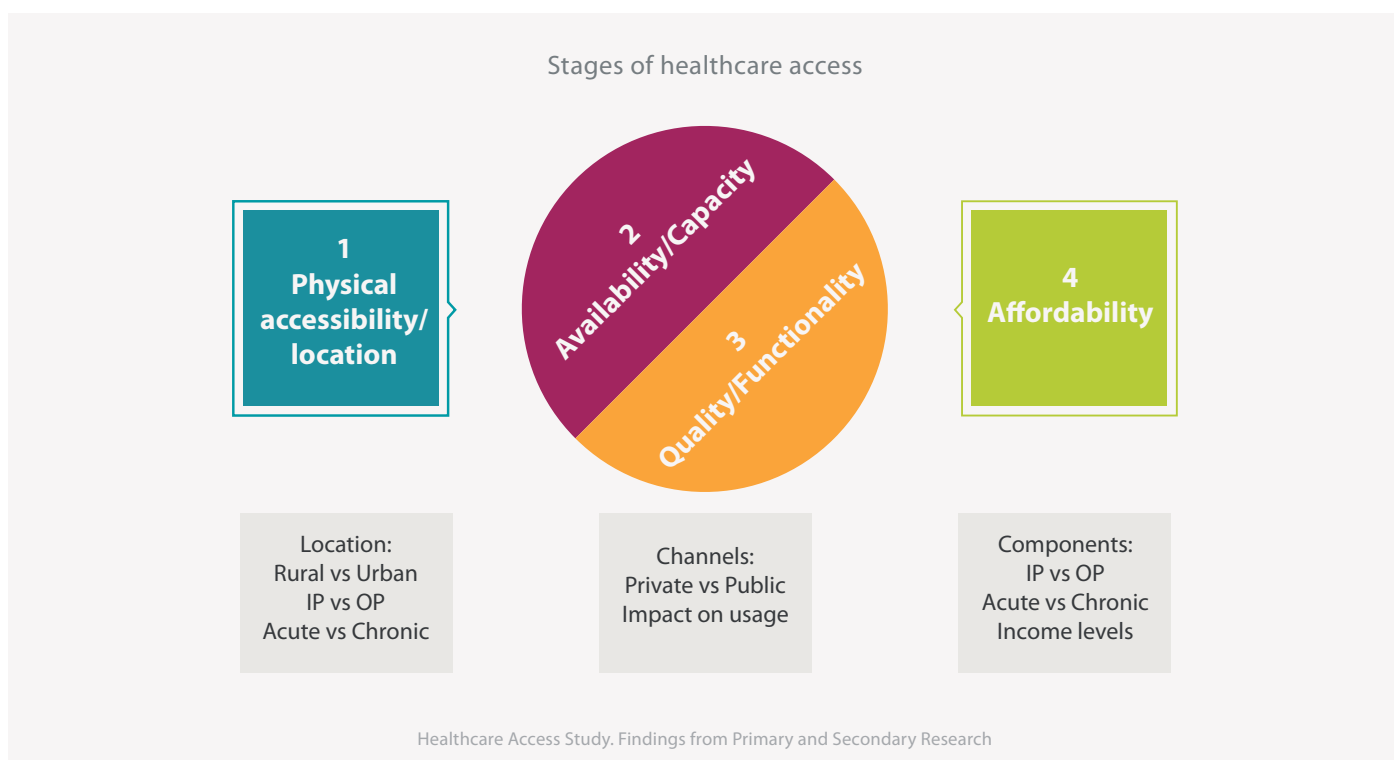 Stages of healthcare access
1
Physical
accessibility/
location
2
Availability/Capacity
3
Quality/Functionality
4
Affordability
Location:
Rural vs Urban
IP vs OP
Acute vs Chronic
Channels:
Private vs Public
Impact on usage
Components:
IP vs OP
Acute vs Chronic
Income levels
Healthcare Access Study. Findings from Primary and Secondary Research